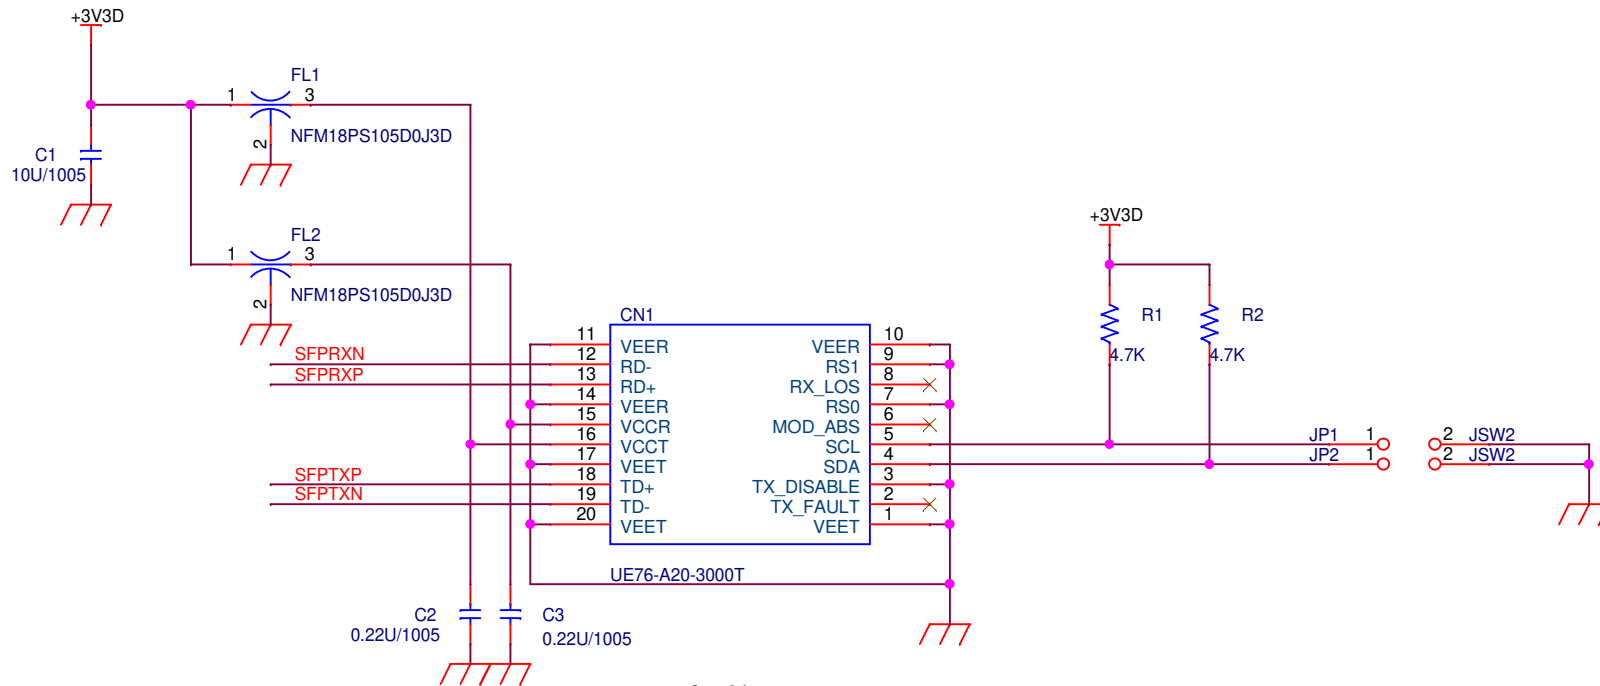 +3V3D
FL1
1 3
NFM18PS105D0J3D
2
C1
10U/1005
FL2
1 3
NFM18PS105D0J3D
2
+3V3D
R1
4.7K
R2
4.7K
CN1
11 VEER VEER 10
SFPRXN 12 RD- RS1 9
SFPRXP 13 RD+ RX_LOS 8
14 VEER RS0 7
15 VCCR MOD_ABS 6
16 VCCT SCL 5 JP1 1 2 JSW2
17 VEET SDA 4 JP2 1 2 JSW2
SFPTXP 18 TD+ TX_DISABLE 3
SFPTXN 19 TD- TX_FAULT 2
20 VEET VEET 1
UE76-A20-3000T
C2
0.22U/1005
C3
0.22U/1005